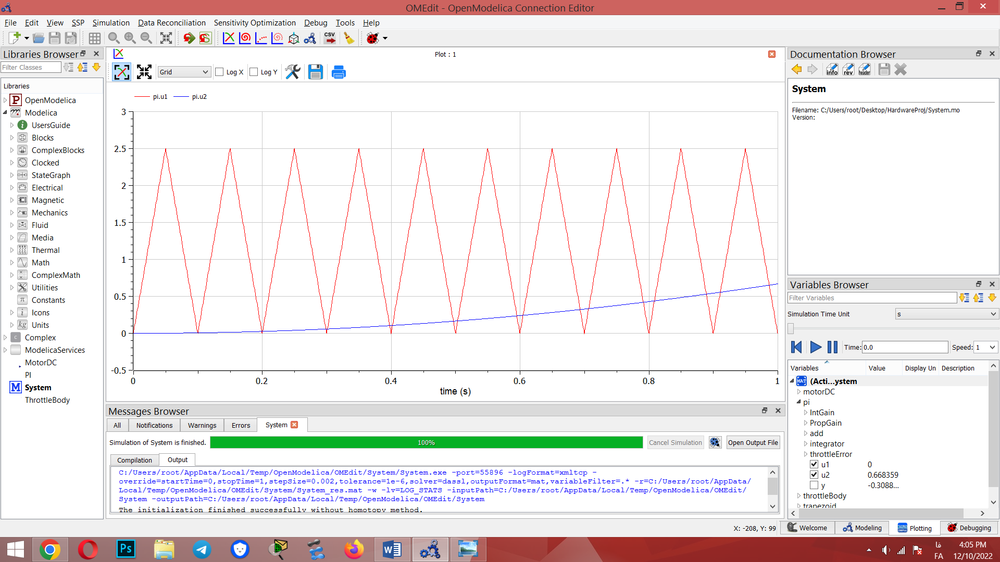 OMEdit - OpenModelica Connection Editor
File Edit View SSP Simulation Data Reconciliation Sensitivity Optimization Debug Tools Help
CSV
Libraries Browser
Filter Classes
Libraries
P OpenModelica
Modelica
i UsersGuide
Blocks
ComplexBlocks
Clocked
StateGraph
Electrical
Magnetic
Mechanics
Fluid
Media
Thermal
Math
ComplexMath
Utilities
π Constants
i Icons
kg Units
C Complex
ModelicaServices
MotorDC
PI
M System
ThrottleBody
Plot : 1
Grid Log X Log Y
pi.u1 pi.u2
3
2.5
2
1.5
1
0.5
0
-0.5
0 0.2 0.4 0.6 0.8 1
time (s)
Messages Browser
All Notifications Warnings Errors System
Simulation of System is finished. 100% Cancel Simulation Open Output File
Compilation Output
C:/Users/root/AppData/Local/Temp/OpenModelica/OMEdit/System/System.exe -port=55896 -logFormat=xmltcp -
override=startTime=0,stopTime=1,stepSize=0.002,tolerance=1e-6,solver=dassl,outputFormat=mat,variableFilter=.* -r=C:/Users/root/AppData/
Local/Temp/OpenModelica/OMEdit/System/System_res.mat -w -lv=LOG_STATS -inputPath=C:/Users/root/AppData/Local/Temp/OpenModelica/OMEdit/
System -outputPath=C:/Users/root/AppData/Local/Temp/OpenModelica/OMEdit/System
The initialization finished successfully without homotopy method.
Documentation Browser
info rev header
System
Filename: C:/Users/root/Desktop/HardwareProj/System.mo
Version:
Variables Browser
Filter Variables
Simulation Time Unit s
Time: 0.0 Speed: 1
Variables Value Display Un Description
MAT (Acti...ystem
motorDC
pi
IntGain
PropGain
add
integrator
throttleError
u1 0
u2 0.668359
y -0.3088...
throttleBody
trapezoid
X: -208, Y: 99 Welcome Modeling Plotting Debugging
Ps
W
فا
FA
4:05 PM
12/10/2022